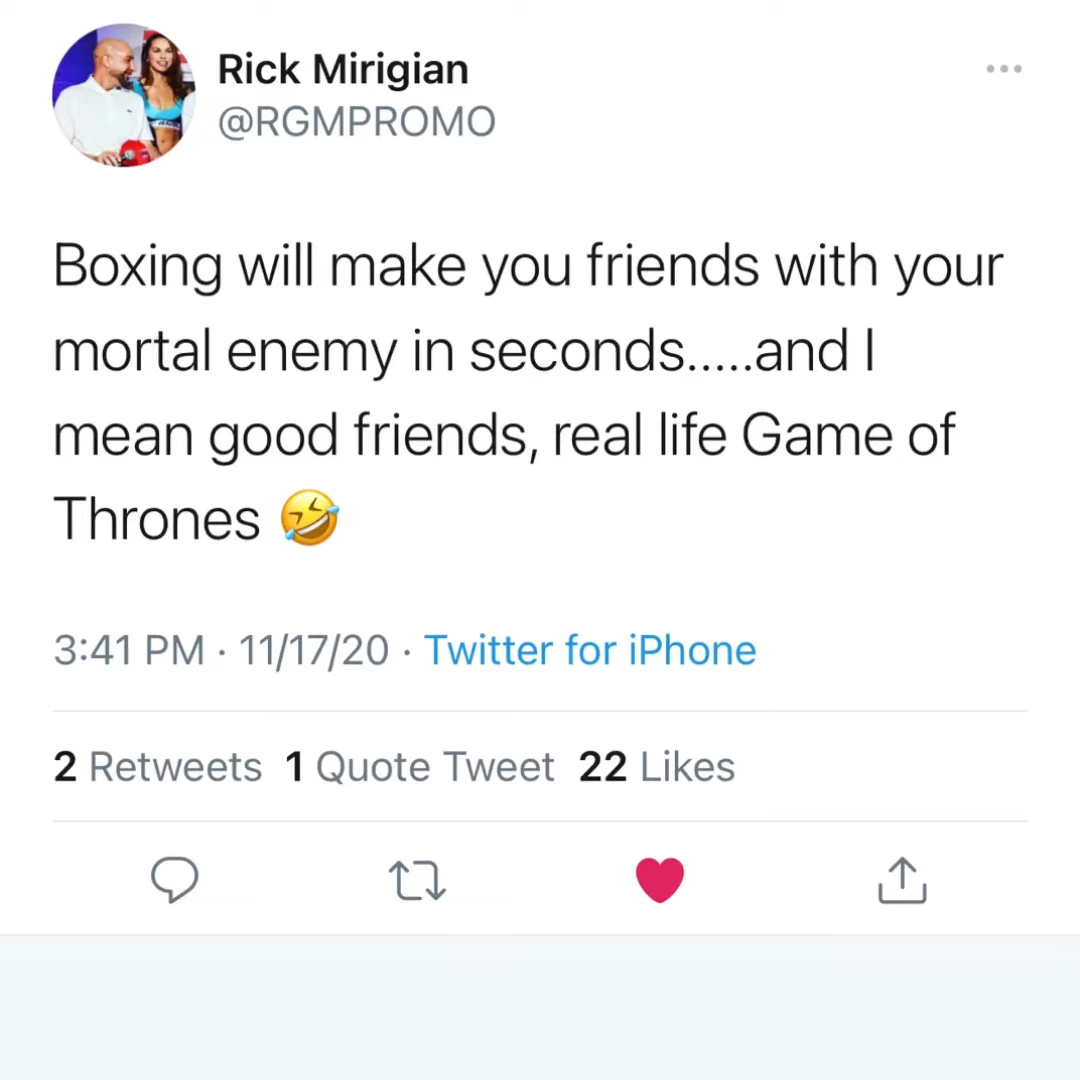 Rick Mirigian
@RGMPROMO
Boxing will make you friends with your
mortal enemy in seconds.....and I
mean good friends, real life Game of
Thrones 🤣
3:41 PM · 11/17/20 · Twitter for iPhone
2 Retweets 1 Quote Tweet 22 Likes